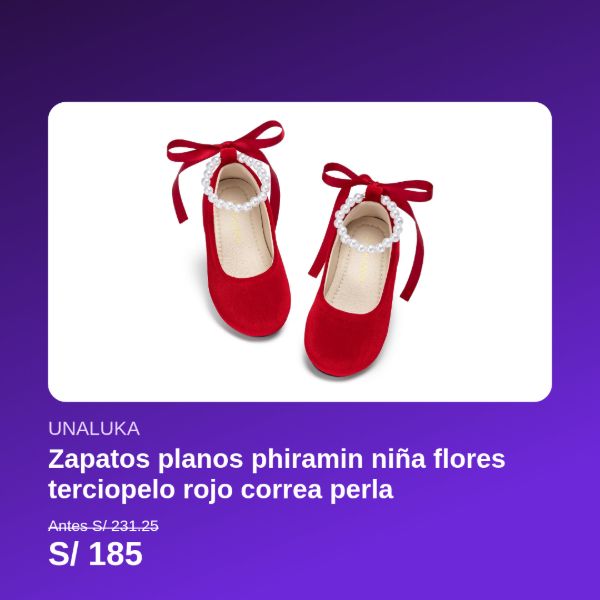 UNALUKA
Zapatos planos phiramin niña flores
terciopelo rojo correa perla
Antes S/ 231.25
S/ 185